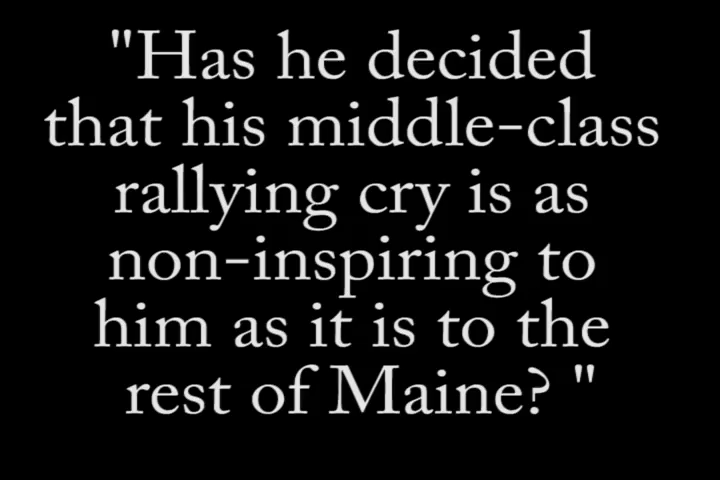 "Has he decided
that his middle-class
rallying cry is as
non-inspiring to
him as it is to the
rest of Maine? "